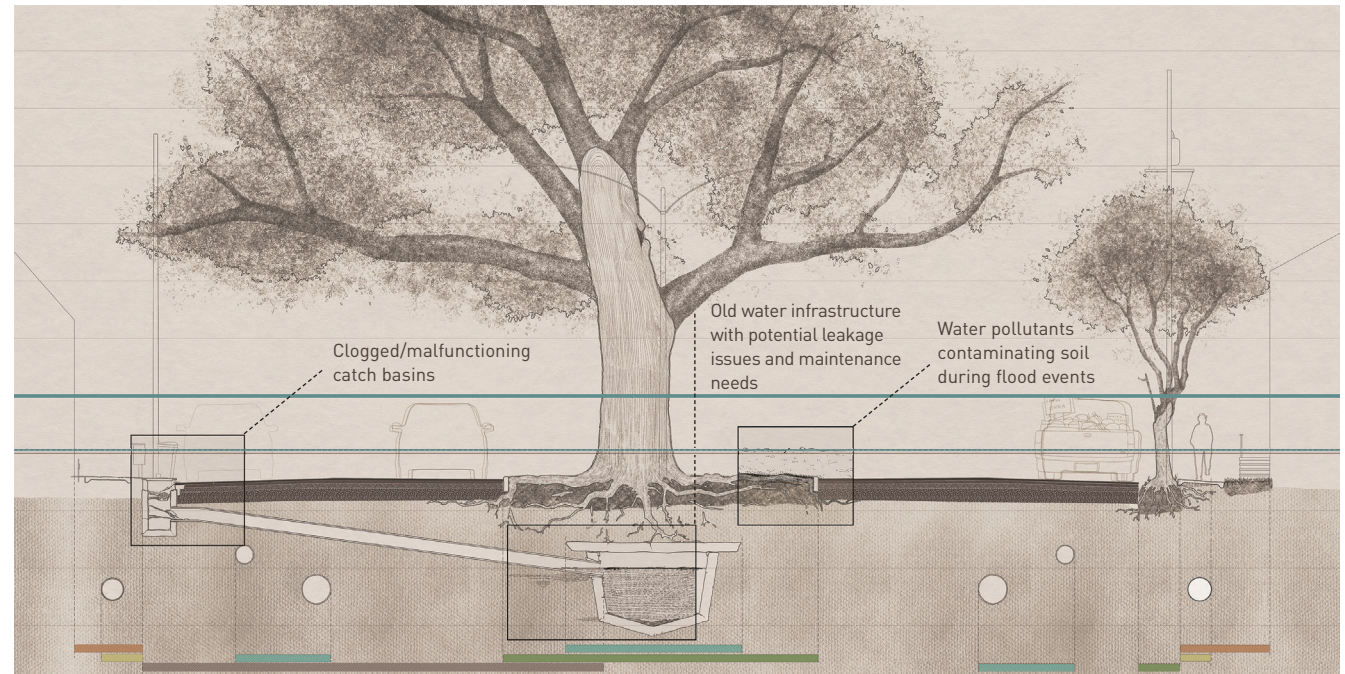 Old water infrastructure
with potential leakage
issues and maintenance
needs
Water pollutants
contaminating soil
during flood events
Clogged/malfunctioning
catch basins